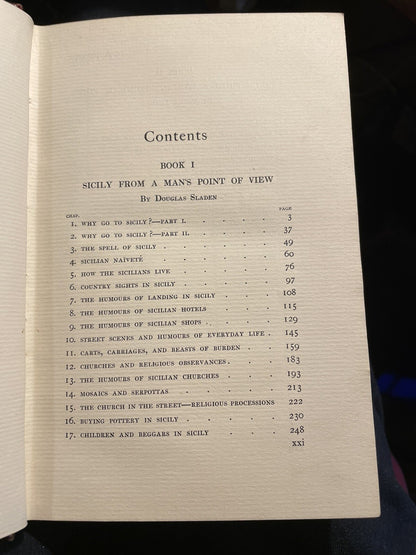 Contents
BOOK I
SICILY FROM A MAN'S POINT OF VIEW
By Douglas Sladen
CHAP. PAGE
1. WHY GO TO SICILY?—PART I. . . . . . 3
2. WHY GO TO SICILY?—PART II. . . . . 37
3. THE SPELL OF SICILY . . . . . . 49
4. SICILIAN NAÏVETÉ . . . . . . 60
5. HOW THE SICILIANS LIVE . . . . . 76
6. COUNTRY SIGHTS IN SICILY . . . . . 97
7. THE HUMOURS OF LANDING IN SICILY . . . . 108
8. THE HUMOURS OF SICILIAN HOTELS . . . . 115
9. THE HUMOURS OF SICILIAN SHOPS . . . . . 129
10. STREET SCENES AND HUMOURS OF EVERYDAY LIFE . . 145
11. CARTS, CARRIAGES, AND BEASTS OF BURDEN . . . 159
12. CHURCHES AND RELIGIOUS OBSERVANCES . . . . 183
13. THE HUMOURS OF SICILIAN CHURCHES . . . . 193
14. MOSAICS AND SERPOTTAS . . . . . 213
15. THE CHURCH IN THE STREET—RELIGIOUS PROCESSIONS 222
16. BUYING POTTERY IN SICILY . . . . . 230
17. CHILDREN AND BEGGARS IN SICILY . . . . 248
xxi